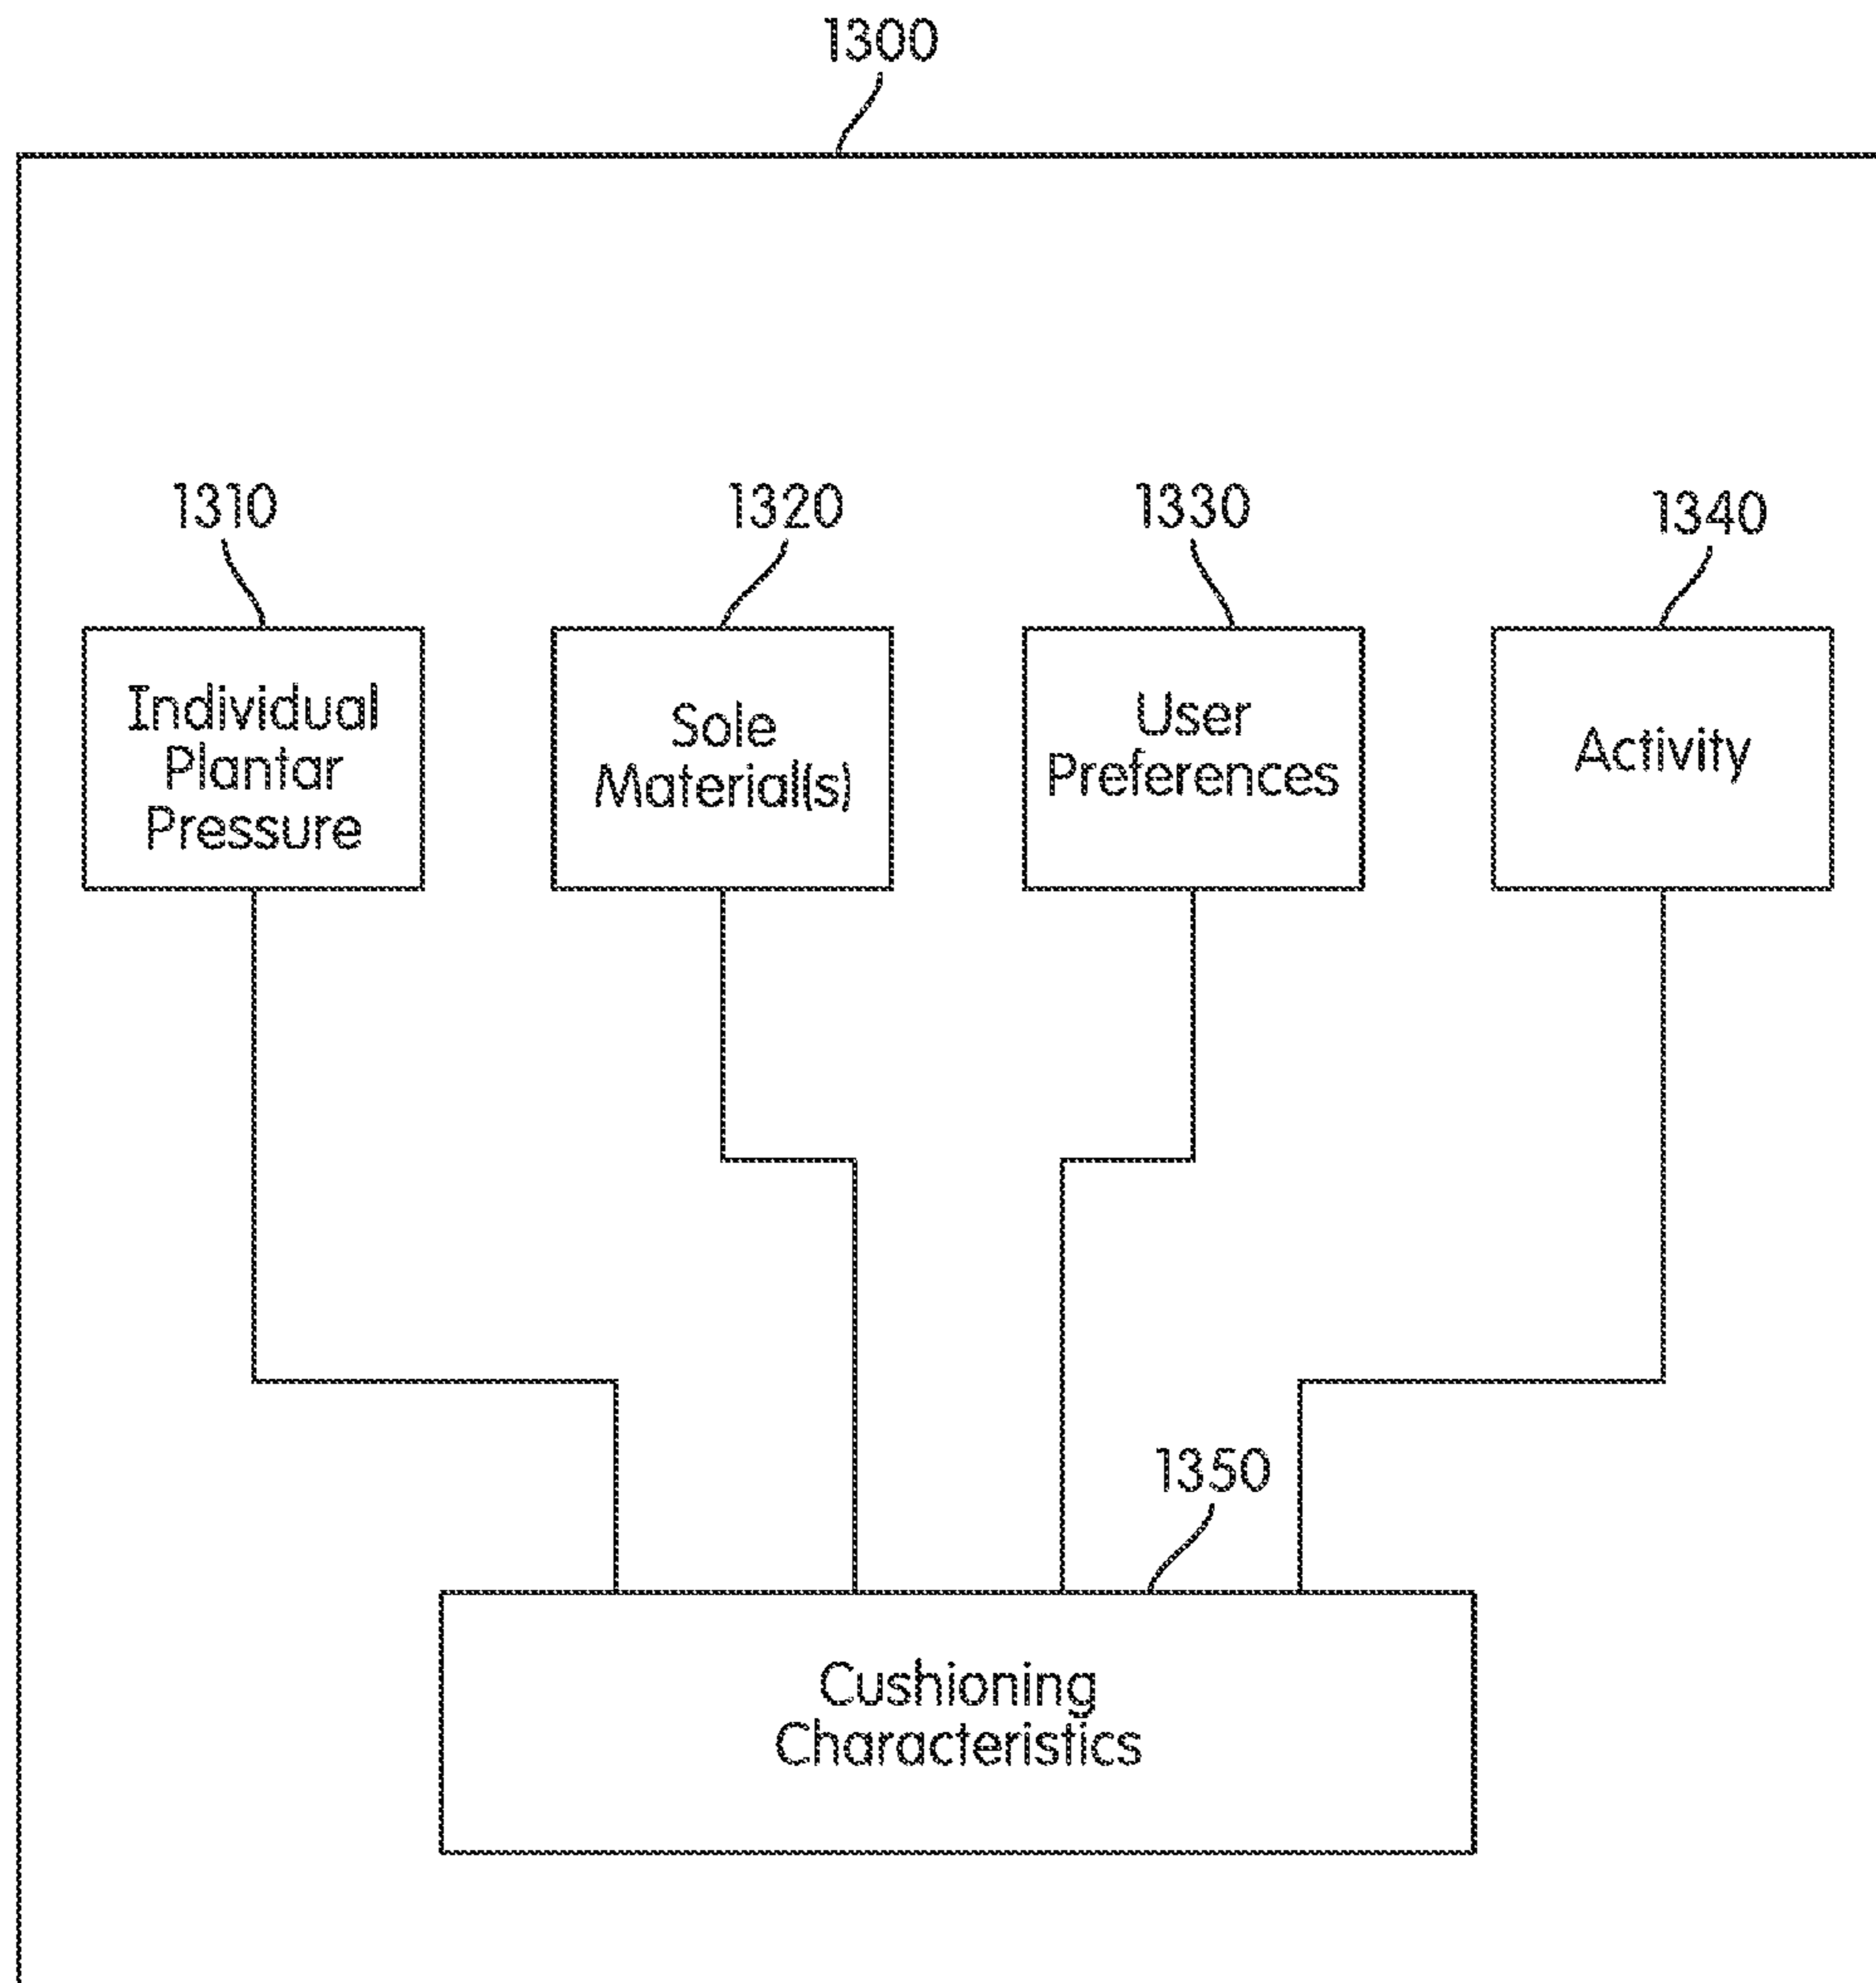 1300
1310
1320
1330
1340
Individual
Plantar
Pressure
Sole
Material(s)
User
Preferences
Activity
1350
Cushioning
Characteristics